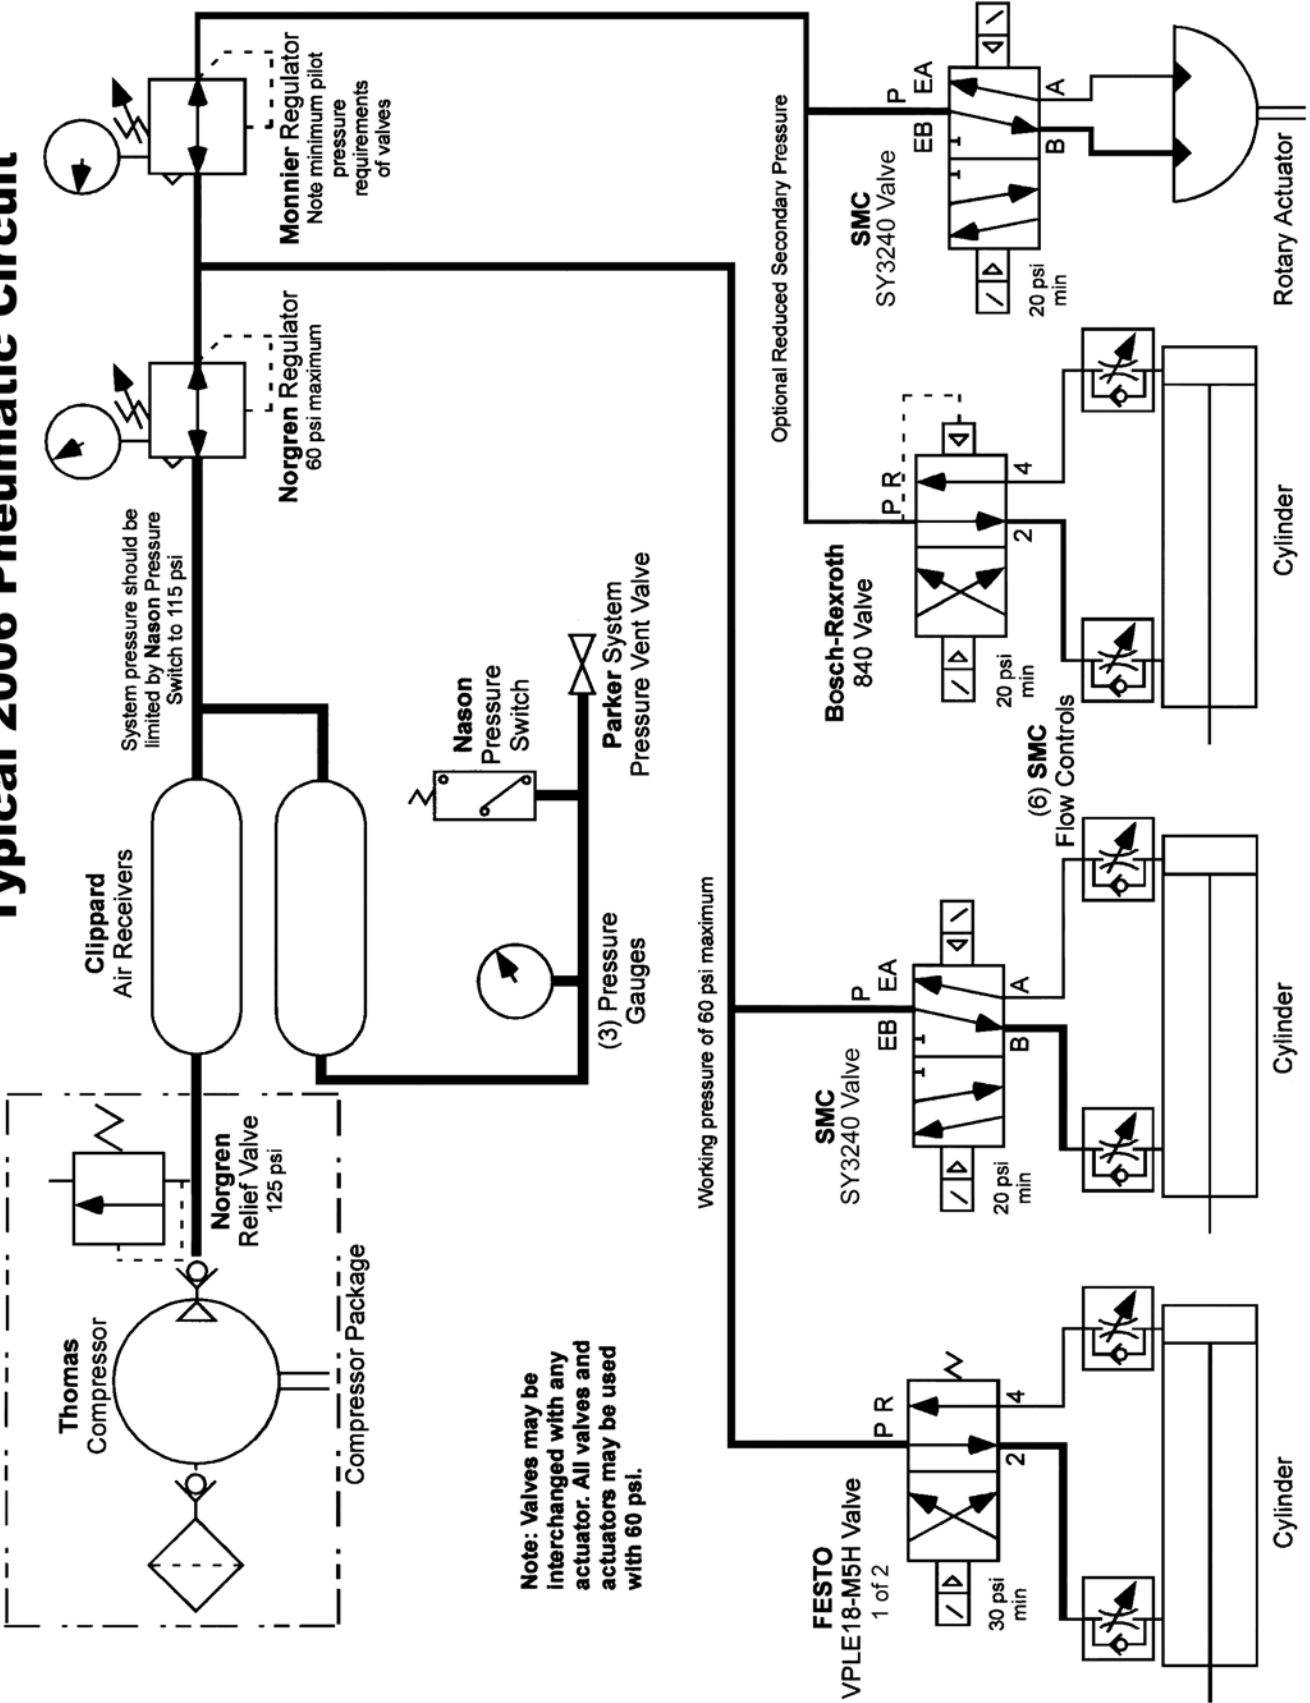 Typical 2006 Pneumatic Circuit
Thomas
Compressor
Norgren
Relief Valve
125 psi
Compressor Package
Clippard
Air Receivers
System pressure should be
limited by Nason Pressure
Switch to 115 psi
Norgren Regulator
60 psi maximum
Monnier Regulator
Note minimum pilot
pressure
requirements
of valves
Nason
Pressure
Switch
(3) Pressure
Gauges
Parker System
Pressure Vent Valve
Note: Valves may be
interchanged with any
actuator. All valves and
actuators may be used
with 60 psi.
Working pressure of 60 psi maximum
Optional Reduced Secondary Pressure
FESTO
VPLE18-M5H Valve
1 of 2
P R
30 psi
min
2
4
Cylinder
SMC
SY3240 Valve
P
EB EA
20 psi
min
B
A
Cylinder
(6) SMC
Flow Controls
Bosch-Rexroth
840 Valve
P R
20 psi
min
2
4
Cylinder
SMC
SY3240 Valve
P
EB EA
20 psi
min
B
A
Rotary Actuator